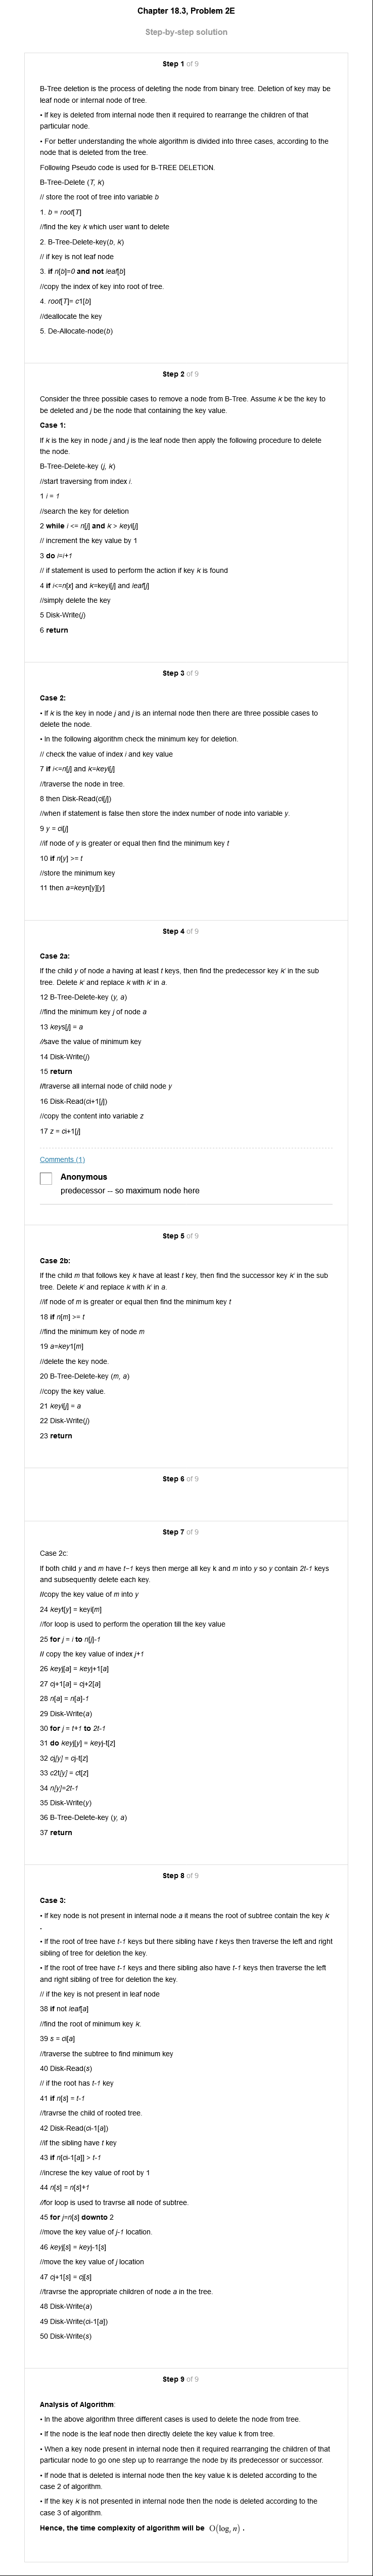 Chapter 18.3, Problem 2E
Step-by-step solution
Step 1 of 9
B-Tree deletion is the process of deleting the node from binary tree. Deletion of key may be
leaf node or internal node of tree.
• If key is deleted from internal node then it required to rearrange the children of that
particular node.
• For better understanding the whole algorithm is divided into three cases, according to the
node that is deleted from the tree.
Following Pseudo code is used for B-TREE DELETION.
B-Tree-Delete (T, k)
// store the root of tree into variable b
1. b = root[T]
//find the key k which user want to delete
2. B-Tree-Delete-key(b, k)
// if key is not leaf node
3. if n[b]=0 and not leaf[b]
//copy the index of key into root of tree.
4. root[T]= c1[b]
//deallocate the key
5. De-Allocate-node(b)
Step 2 of 9
Consider the three possible cases to remove a node from B-Tree. Assume k be the key to
be deleted and j be the node that containing the key value.
Case 1:
If k is the key in node j and j is the leaf node then apply the following procedure to delete
the node.
B-Tree-Delete-key (j, k)
//start traversing from index i.
1 i = 1
//search the key for deletion
2 while i <= n[j] and k > keyi[j]
// increment the key value by 1
3 do i=i+1
// if statement is used to perform the action if key k is found
4 if i<=n[x] and k=keyi[j] and leaf[j]
//simply delete the key
5 Disk-Write(j)
6 return
Step 3 of 9
Case 2:
• If k is the key in node j and j is an internal node then there are three possible cases to
delete the node.
• In the following algorithm check the minimum key for deletion.
// check the value of index i and key value
7 if i<=n[j] and k=keyi[j]
//traverse the node in tree.
8 then Disk-Read(ci[j])
//when if statement is false then store the index number of node into variable y.
9 y = ci[j]
//if node of y is greater or equal then find the minimum key t
10 if n[y] >= t
//store the minimum key
11 then a=keyn[y][y]
Step 4 of 9
Case 2a:
If the child y of node a having at least t keys, then find the predecessor key k' in the sub
tree. Delete k' and replace k with k' in a.
12 B-Tree-Delete-key (y, a)
//find the minimum key j of node a
13 keys[j] = a
//save the value of minimum key
14 Disk-Write(j)
15 return
//traverse all internal node of child node y
16 Disk-Read(ci+1[j])
//copy the content into variable z
17 z = ci+1[j]
Comments (1)
Anonymous
predecessor -- so maximum node here
Step 5 of 9
Case 2b:
If the child m that follows key k have at least t key, then find the successor key k' in the sub
tree. Delete k' and replace k with k' in a.
//if node of m is greater or equal then find the minimum key t
18 if n[m] >= t
//find the minimum key of node m
19 a=key1[m]
//delete the key node.
20 B-Tree-Delete-key (m, a)
//copy the key value.
21 keyi[j] = a
22 Disk-Write(j)
23 return
Step 6 of 9
Step 7 of 9
Case 2c:
If both child y and m have t−1 keys then merge all key k and m into y so y contain 2t-1 keys
and subsequently delete each key.
//copy the key value of m into y
24 keyt[y] = keyi[m]
//for loop is used to perform the operation till the key value
25 for j = i to n[j]-1
// copy the key value of index j+1
26 keyj[a] = keyj+1[a]
27 cj+1[a] = cj+2[a]
28 n[a] = n[a]-1
29 Disk-Write(a)
30 for j = t+1 to 2t-1
31 do keyj[y] = keyj-t[z]
32 cj[y] = cj-t[z]
33 c2t[y] = ct[z]
34 n[y]=2t-1
35 Disk-Write(y)
36 B-Tree-Delete-key (y, a)
37 return
Step 8 of 9
Case 3:
• If key node is not present in internal node a it means the root of subtree contain the key k
.
• If the root of tree have t-1 keys but there sibling have t keys then traverse the left and right
sibling of tree for deletion the key.
• If the root of tree have t-1 keys and there sibling also have t-1 keys then traverse the left
and right sibling of tree for deletion the key.
// if the key is not present in leaf node
38 if not leaf[a]
//find the root of minimum key k.
39 s = ci[a]
//traverse the subtree to find minimum key
40 Disk-Read(s)
// if the root has t-1 key
41 if n[s] = t-1
//travrse the child of rooted tree.
42 Disk-Read(ci-1[a])
//if the sibling have t key
43 if n[ci-1[a]] > t-1
//increse the key value of root by 1
44 n[s] = n[s]+1
//for loop is used to travrse all node of subtree.
45 for j=n[s] downto 2
//move the key value of j-1 location.
46 keyj[s] = keyj-1[s]
//move the key value of j location
47 cj+1[s] = cj[s]
//travrse the appropriate children of node a in the tree.
48 Disk-Write(a)
49 Disk-Write(ci-1[a])
50 Disk-Write(s)
Step 9 of 9
Analysis of Algorithm:
• In the above algorithm three different cases is used to delete the node from tree.
• If the node is the leaf node then directly delete the key value k from tree.
• When a key node present in internal node then it required rearranging the children of that
particular node to go one step up to rearrange the node by its predecessor or successor.
• If node that is deleted is internal node then the key value k is deleted according to the
case 2 of algorithm.
• If the key k is not presented in internal node then the node is deleted according to the
case 3 of algorithm.
Hence, the time complexity of algorithm will be O(log_t n) .